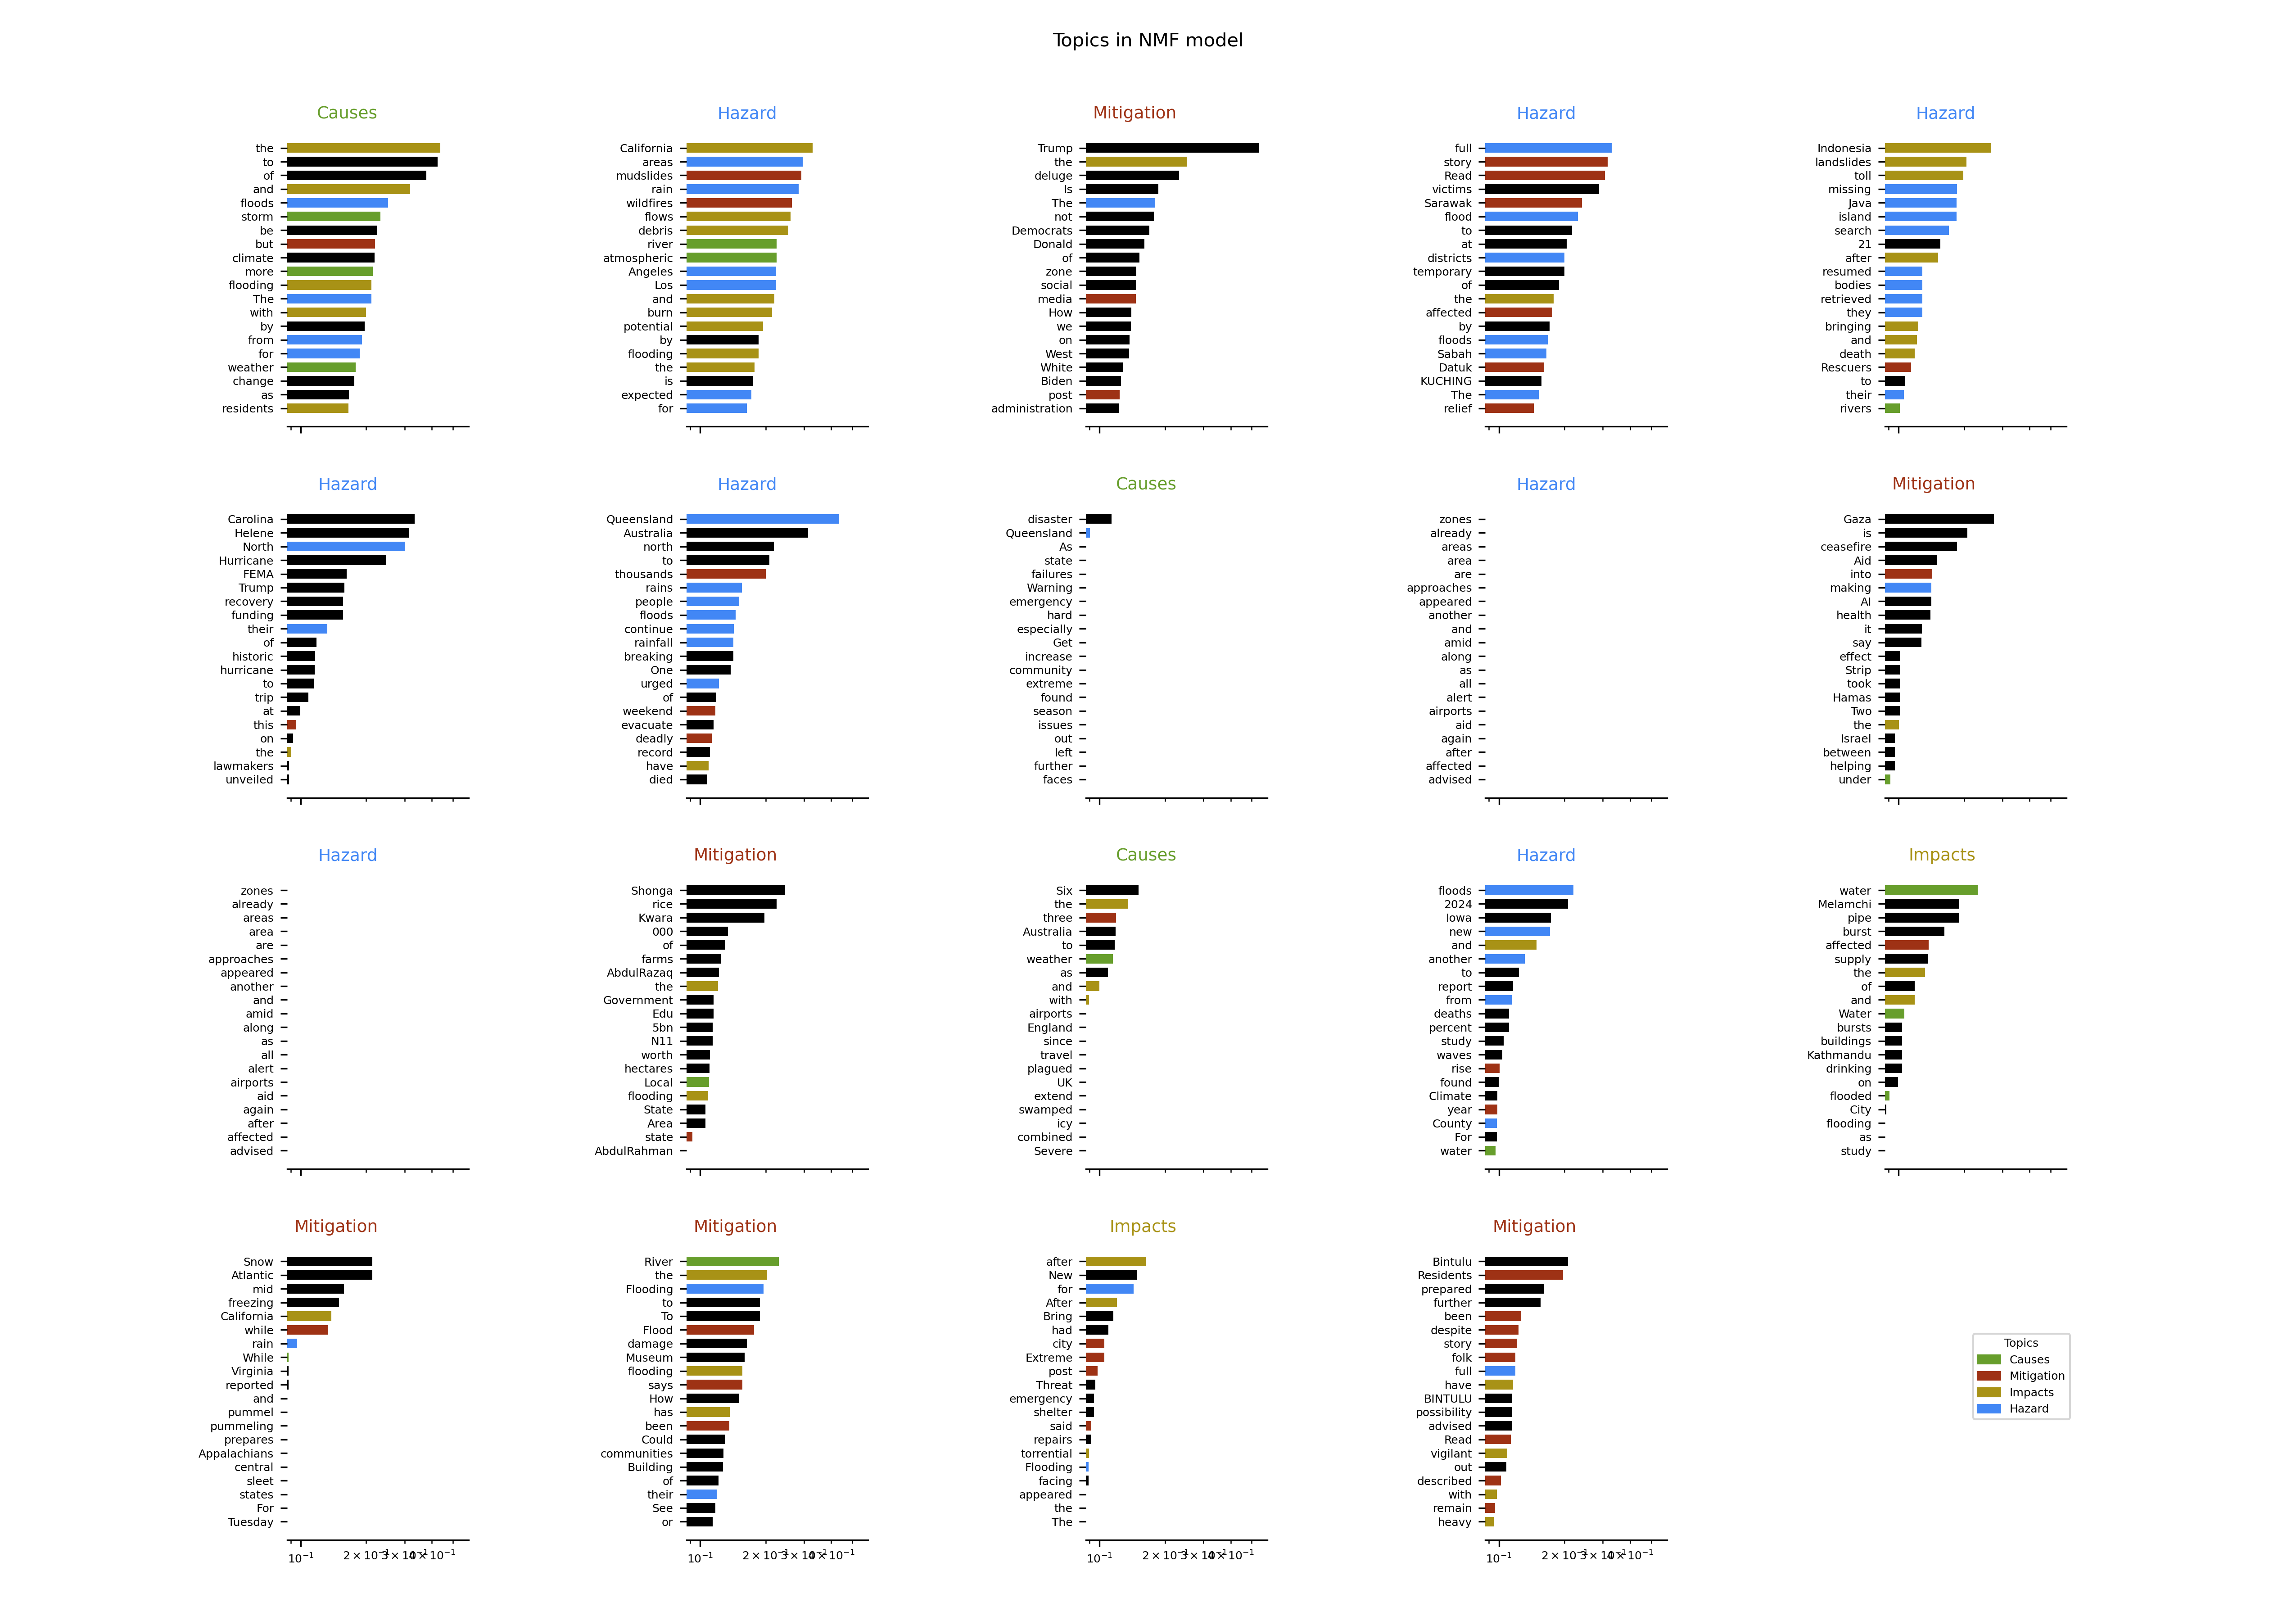 Topics in NMF model
Causes
the
to
of
and
floods
storm
be
but
climate
more
flooding
The
with
by
from
for
weather
change
as
residents
Hazard
California
areas
mudslides
rain
wildfires
flows
debris
river
atmospheric
Angeles
Los
and
burn
potential
by
flooding
the
is
expected
for
Mitigation
Trump
the
deluge
Is
The
not
Democrats
Donald
of
zone
social
media
How
we
on
West
White
Biden
post
administration
Hazard
full
story
Read
victims
Sarawak
flood
to
at
districts
temporary
of
the
affected
by
floods
Sabah
Datuk
KUCHING
The
relief
Hazard
Indonesia
landslides
toll
missing
Java
island
search
21
after
resumed
bodies
retrieved
they
bringing
and
death
Rescuers
to
their
rivers
Hazard
Carolina
Helene
North
Hurricane
FEMA
Trump
recovery
funding
their
of
historic
hurricane
to
trip
at
this
on
the
lawmakers
unveiled
Hazard
Queensland
Australia
north
to
thousands
rains
people
floods
continue
rainfall
breaking
One
urged
of
weekend
evacuate
deadly
record
have
died
Causes
disaster
Queensland
As
state
failures
Warning
emergency
hard
especially
Get
increase
community
extreme
found
season
issues
out
left
further
faces
Hazard
zones
already
areas
area
are
approaches
appeared
another
and
amid
along
as
all
alert
airports
aid
again
after
affected
advised
Mitigation
Gaza
is
ceasefire
Aid
into
making
AI
health
it
say
effect
Strip
took
Hamas
Two
the
Israel
between
helping
under
Hazard
zones
already
areas
area
are
approaches
appeared
another
and
amid
along
as
all
alert
airports
aid
again
after
affected
advised
Mitigation
Shonga
rice
Kwara
000
of
farms
AbdulRazaq
the
Government
Edu
5bn
N11
worth
hectares
Local
flooding
State
Area
state
AbdulRahman
Causes
Six
the
three
Australia
to
weather
as
and
with
airports
England
since
travel
plagued
UK
extend
swamped
icy
combined
Severe
Hazard
floods
2024
Iowa
new
and
another
to
report
from
deaths
percent
study
waves
rise
found
Climate
year
County
For
water
Impacts
water
Melamchi
pipe
burst
affected
supply
the
of
and
Water
bursts
buildings
Kathmandu
drinking
on
flooded
City
flooding
as
study
Mitigation
Snow
Atlantic
mid
freezing
California
while
rain
While
Virginia
reported
and
pummel
pummeling
prepares
Appalachians
central
sleet
states
For
Tuesday
10⁻¹
Mitigation
River
the
Flooding
to
To
Flood
damage
Museum
flooding
says
How
has
been
Could
communities
Building
of
their
See
or
10⁻¹
Impacts
after
New
for
After
Bring
had
city
Extreme
post
Threat
emergency
shelter
said
repairs
torrential
Flooding
facing
appeared
the
The
10⁻¹
Mitigation
Bintulu
Residents
prepared
further
been
despite
story
folk
full
have
BINTULU
possibility
advised
Read
vigilant
out
described
with
remain
heavy
10⁻¹
Topics
Causes
Mitigation
Impacts
Hazard